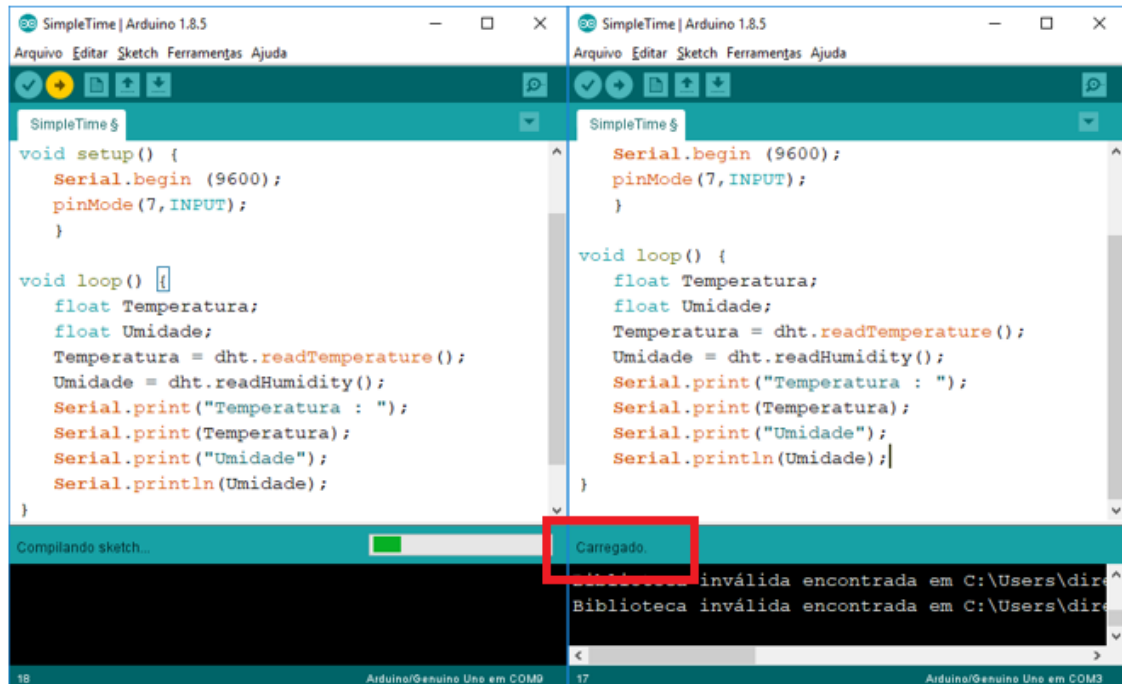 SimpleTime | Arduino 1.8.5
Arquivo Editar Sketch Ferramentas Ajuda
SimpleTime §
void setup() {
Serial.begin (9600);
pinMode(7,INPUT);
}
void loop() {
float Temperatura;
float Umidade;
Temperatura = dht.readTemperature();
Umidade = dht.readHumidity();
Serial.print("Temperatura : ");
Serial.print(Temperatura);
Serial.print("Umidade");
Serial.println(Umidade);
}
Compilando sketch...
18
Arduino/Genuino Uno em COM9
SimpleTime | Arduino 1.8.5
Arquivo Editar Sketch Ferramentas Ajuda
SimpleTime §
Serial.begin (9600);
pinMode(7,INPUT);
}
void loop() {
float Temperatura;
float Umidade;
Temperatura = dht.readTemperature();
Umidade = dht.readHumidity();
Serial.print("Temperatura : ");
Serial.print(Temperatura);
Serial.print("Umidade");
Serial.println(Umidade);
}
Carregado.
Biblioteca inválida encontrada em C:\Users\dire
Biblioteca inválida encontrada em C:\Users\dire
17
Arduino/Genuino Uno em COM3